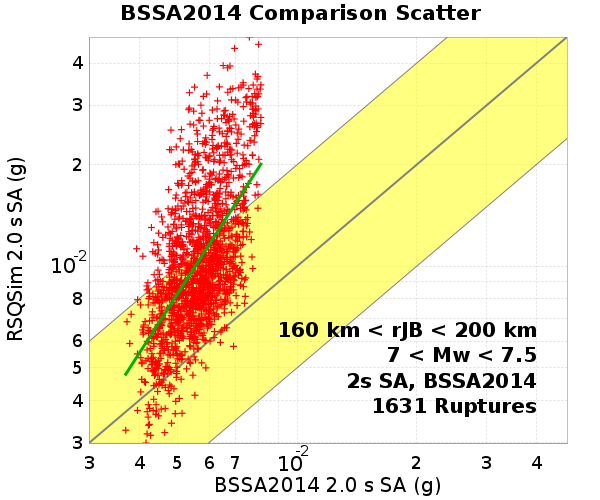 BSSA2014 Comparison Scatter
RSQSim 2.0 s SA (g)
4
3
2
10-2
8
6
5
4
3
160 km < rJB < 200 km
7 < Mw < 7.5
2s SA, BSSA2014
1631 Ruptures
3 4 5 6 7 10-2 2 3 4
BSSA2014 2.0 s SA (g)